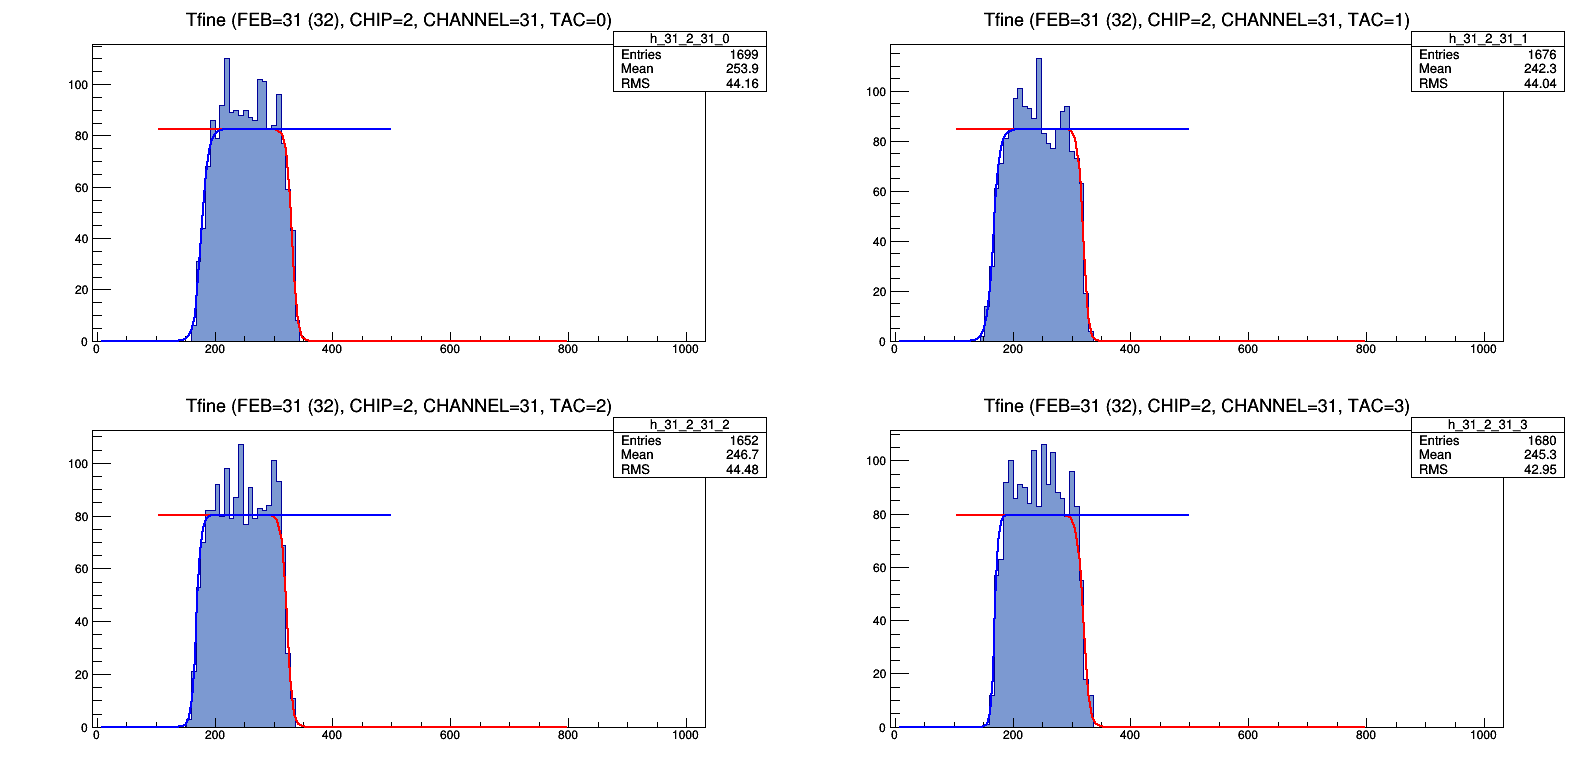 Tfine (FEB=31 (32), CHIP=2, CHANNEL=31, TAC=0)
h_31_2_31_0
Entries 1699
Mean 253.9
RMS 44.16
100
80
60
40
20
0
0 200 400 600 800 1000
Tfine (FEB=31 (32), CHIP=2, CHANNEL=31, TAC=1)
h_31_2_31_1
Entries 1676
Mean 242.3
RMS 44.04
100
80
60
40
20
0
0 200 400 600 800 1000
Tfine (FEB=31 (32), CHIP=2, CHANNEL=31, TAC=2)
h_31_2_31_2
Entries 1652
Mean 246.7
RMS 44.48
100
80
60
40
20
0
0 200 400 600 800 1000
Tfine (FEB=31 (32), CHIP=2, CHANNEL=31, TAC=3)
h_31_2_31_3
Entries 1680
Mean 245.3
RMS 42.95
100
80
60
40
20
0
0 200 400 600 800 1000